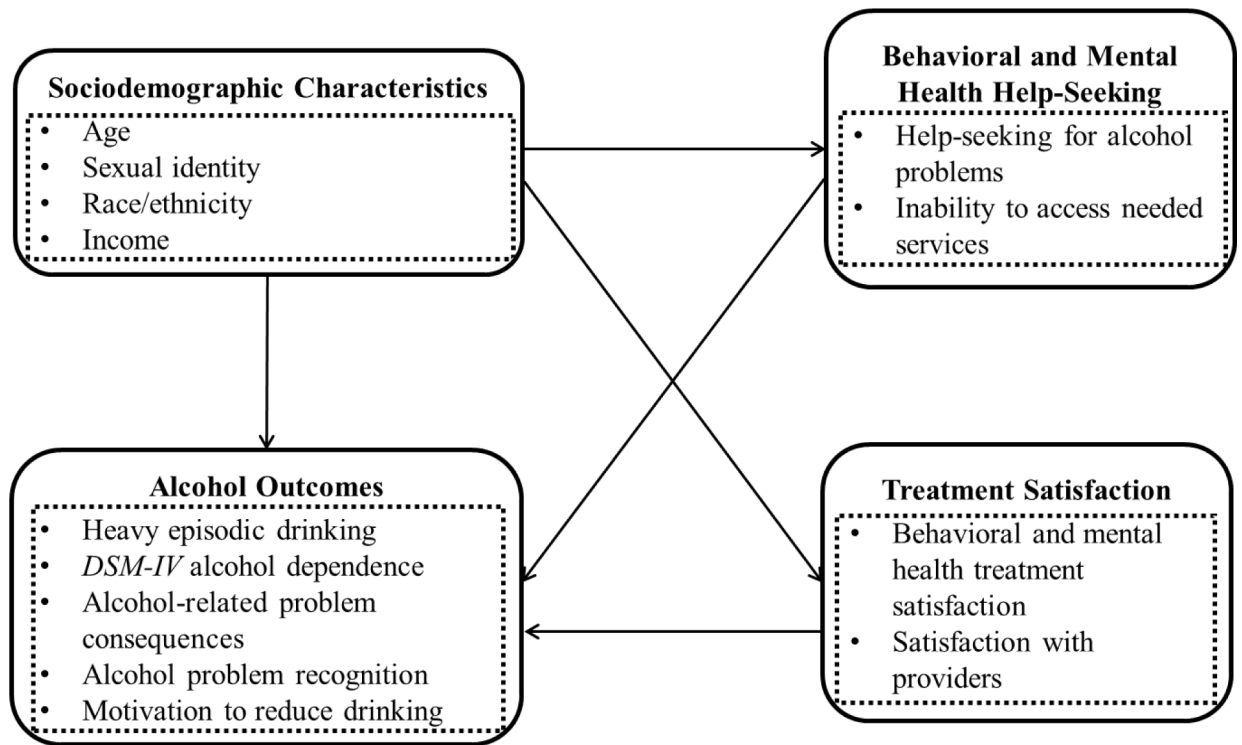 Sociodemographic Characteristics
• Age
• Sexual identity
• Race/ethnicity
• Income
Behavioral and Mental
Health Help-Seeking
• Help-seeking for alcohol
problems
• Inability to access needed
services
Alcohol Outcomes
• Heavy episodic drinking
• DSM-IV alcohol dependence
• Alcohol-related problem
consequences
• Alcohol problem recognition
• Motivation to reduce drinking
Treatment Satisfaction
• Behavioral and mental
health treatment
satisfaction
• Satisfaction with
providers